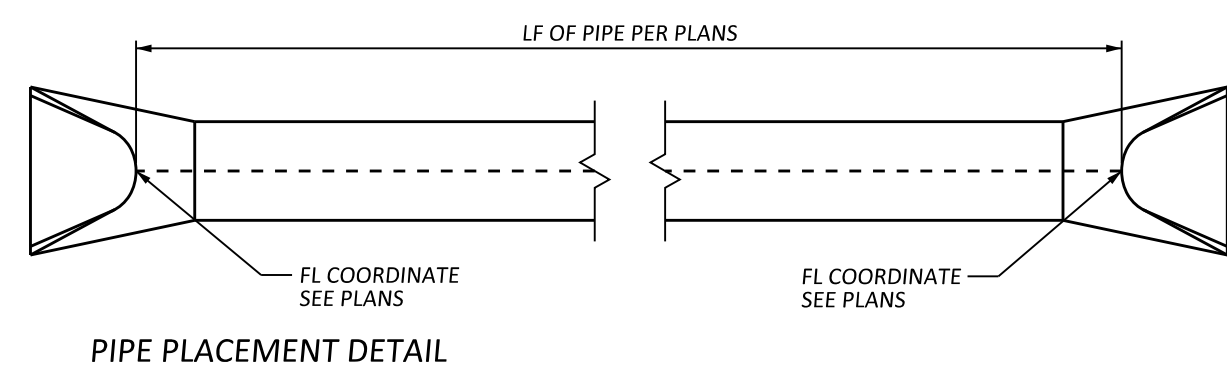 LF OF PIPE PER PLANS
FL COORDINATE
SEE PLANS
FL COORDINATE
SEE PLANS
PIPE PLACEMENT DETAIL